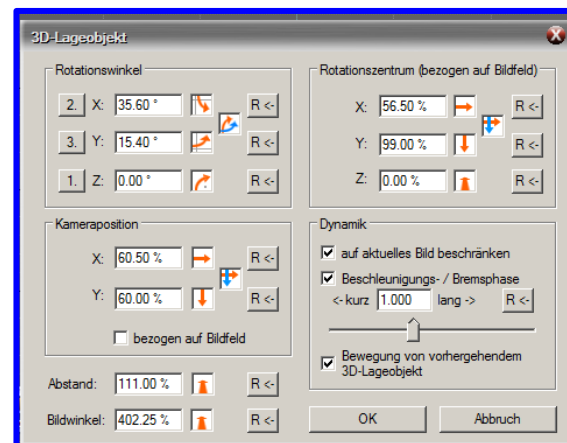 3D-Lageobjekt
Rotationswinkel
2. X: 35.60 ° R <-
3. Y: 15.40 ° R <-
1. Z: 0.00 ° R <-
Rotationszentrum (bezogen auf Bildfeld)
X: 56.50 % R <-
Y: 99.00 % R <-
Z: 0.00 % R <-
Kameraposition
X: 60.50 % R <-
Y: 60.00 % R <-
bezogen auf Bildfeld
Dynamik
auf aktuelles Bild beschränken
Beschleunigungs- / Bremsphase
<- kurz 1.000 lang -> R <-
Bewegung von vorhergehendem
3D-Lageobjekt
Abstand: 111.00 % R <-
Bildwinkel: 402.25 % R <-
OK Abbruch